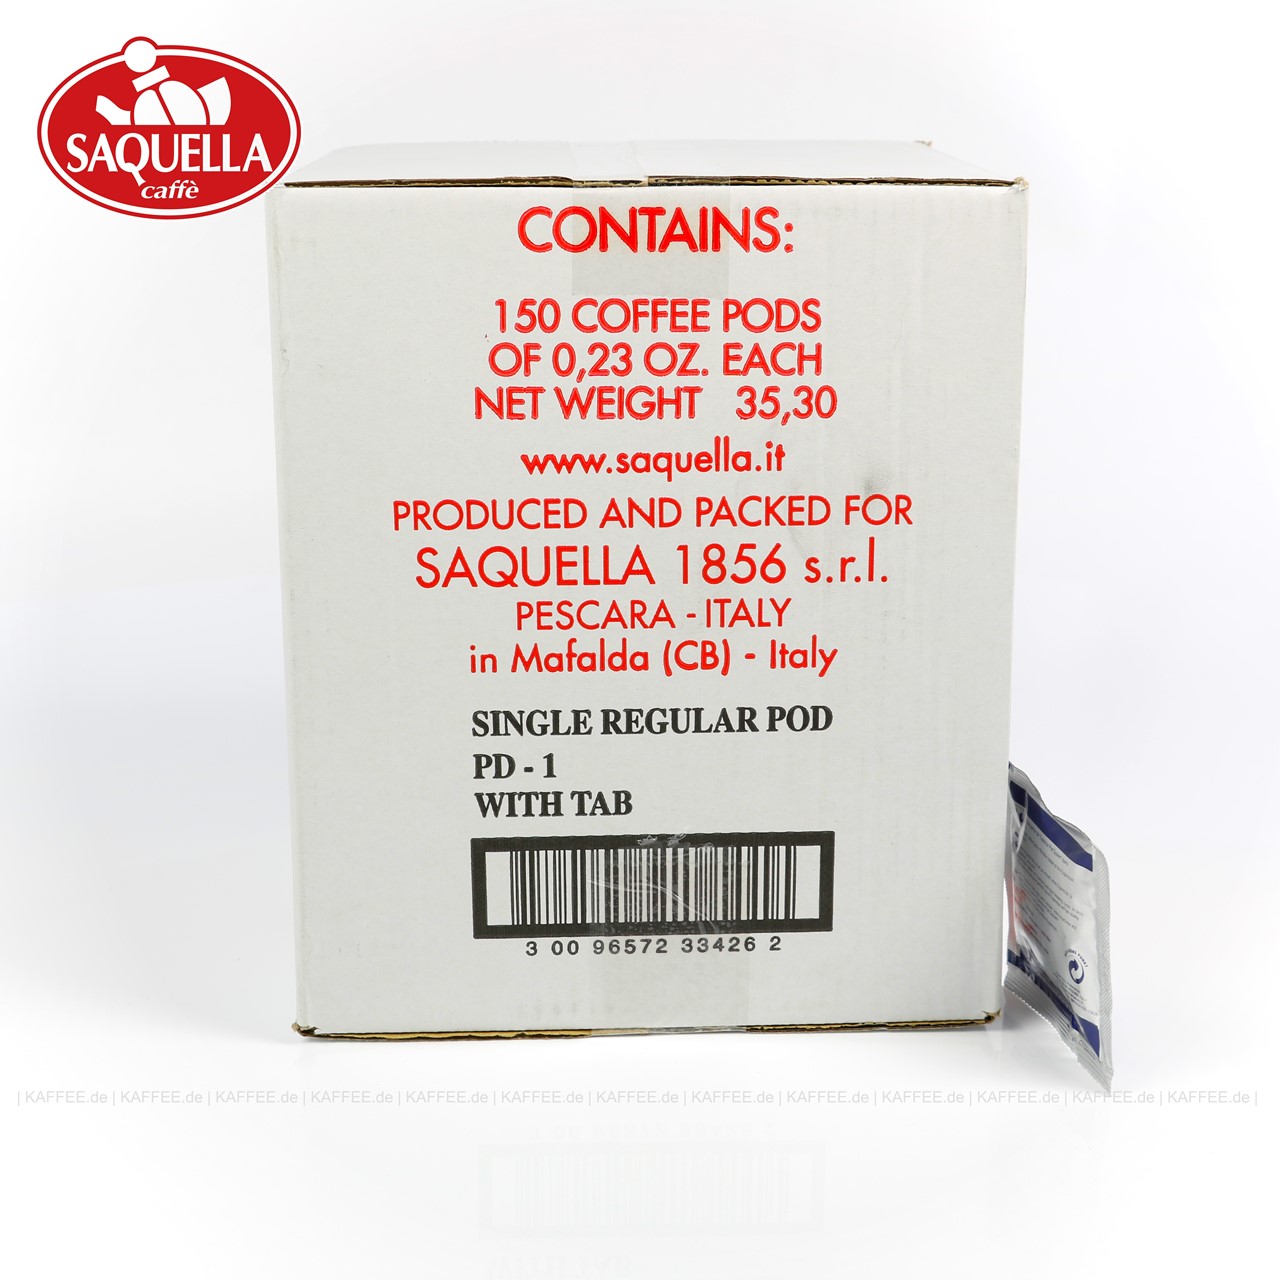 SAQUELLA
caffè
CONTAINS:
150 COFFEE PODS
OF 0,23 OZ. EACH
NET WEIGHT 35,30
www.saquella.it
PRODUCED AND PACKED FOR
SAQUELLA 1856 s.r.l.
PESCARA - ITALY
in Mafalda (CB) - Italy
SINGLE REGULAR POD
PD - 1
WITH TAB
3 00 96572 33426 2
| KAFFEE.de | KAFFEE.de | KAFFEE.de | KAFFEE.de | KAFFEE.de | KAFFEE.de | KAFFEE.de | KAFFEE.de | KAFFEE.de | KAFFEE.de | KAFFEE.de | KAFFEE.de | KAFFEE.de |